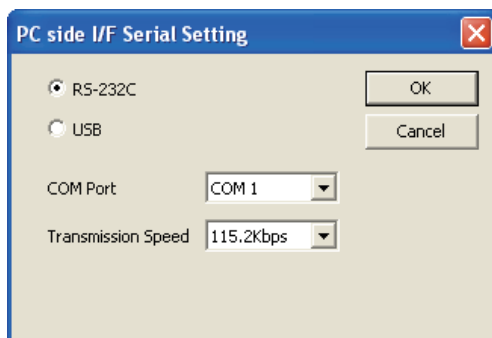 PC side I/F Serial Setting
RS-232C
OK
USB
Cancel
COM Port COM 1
Transmission Speed 115.2Kbps